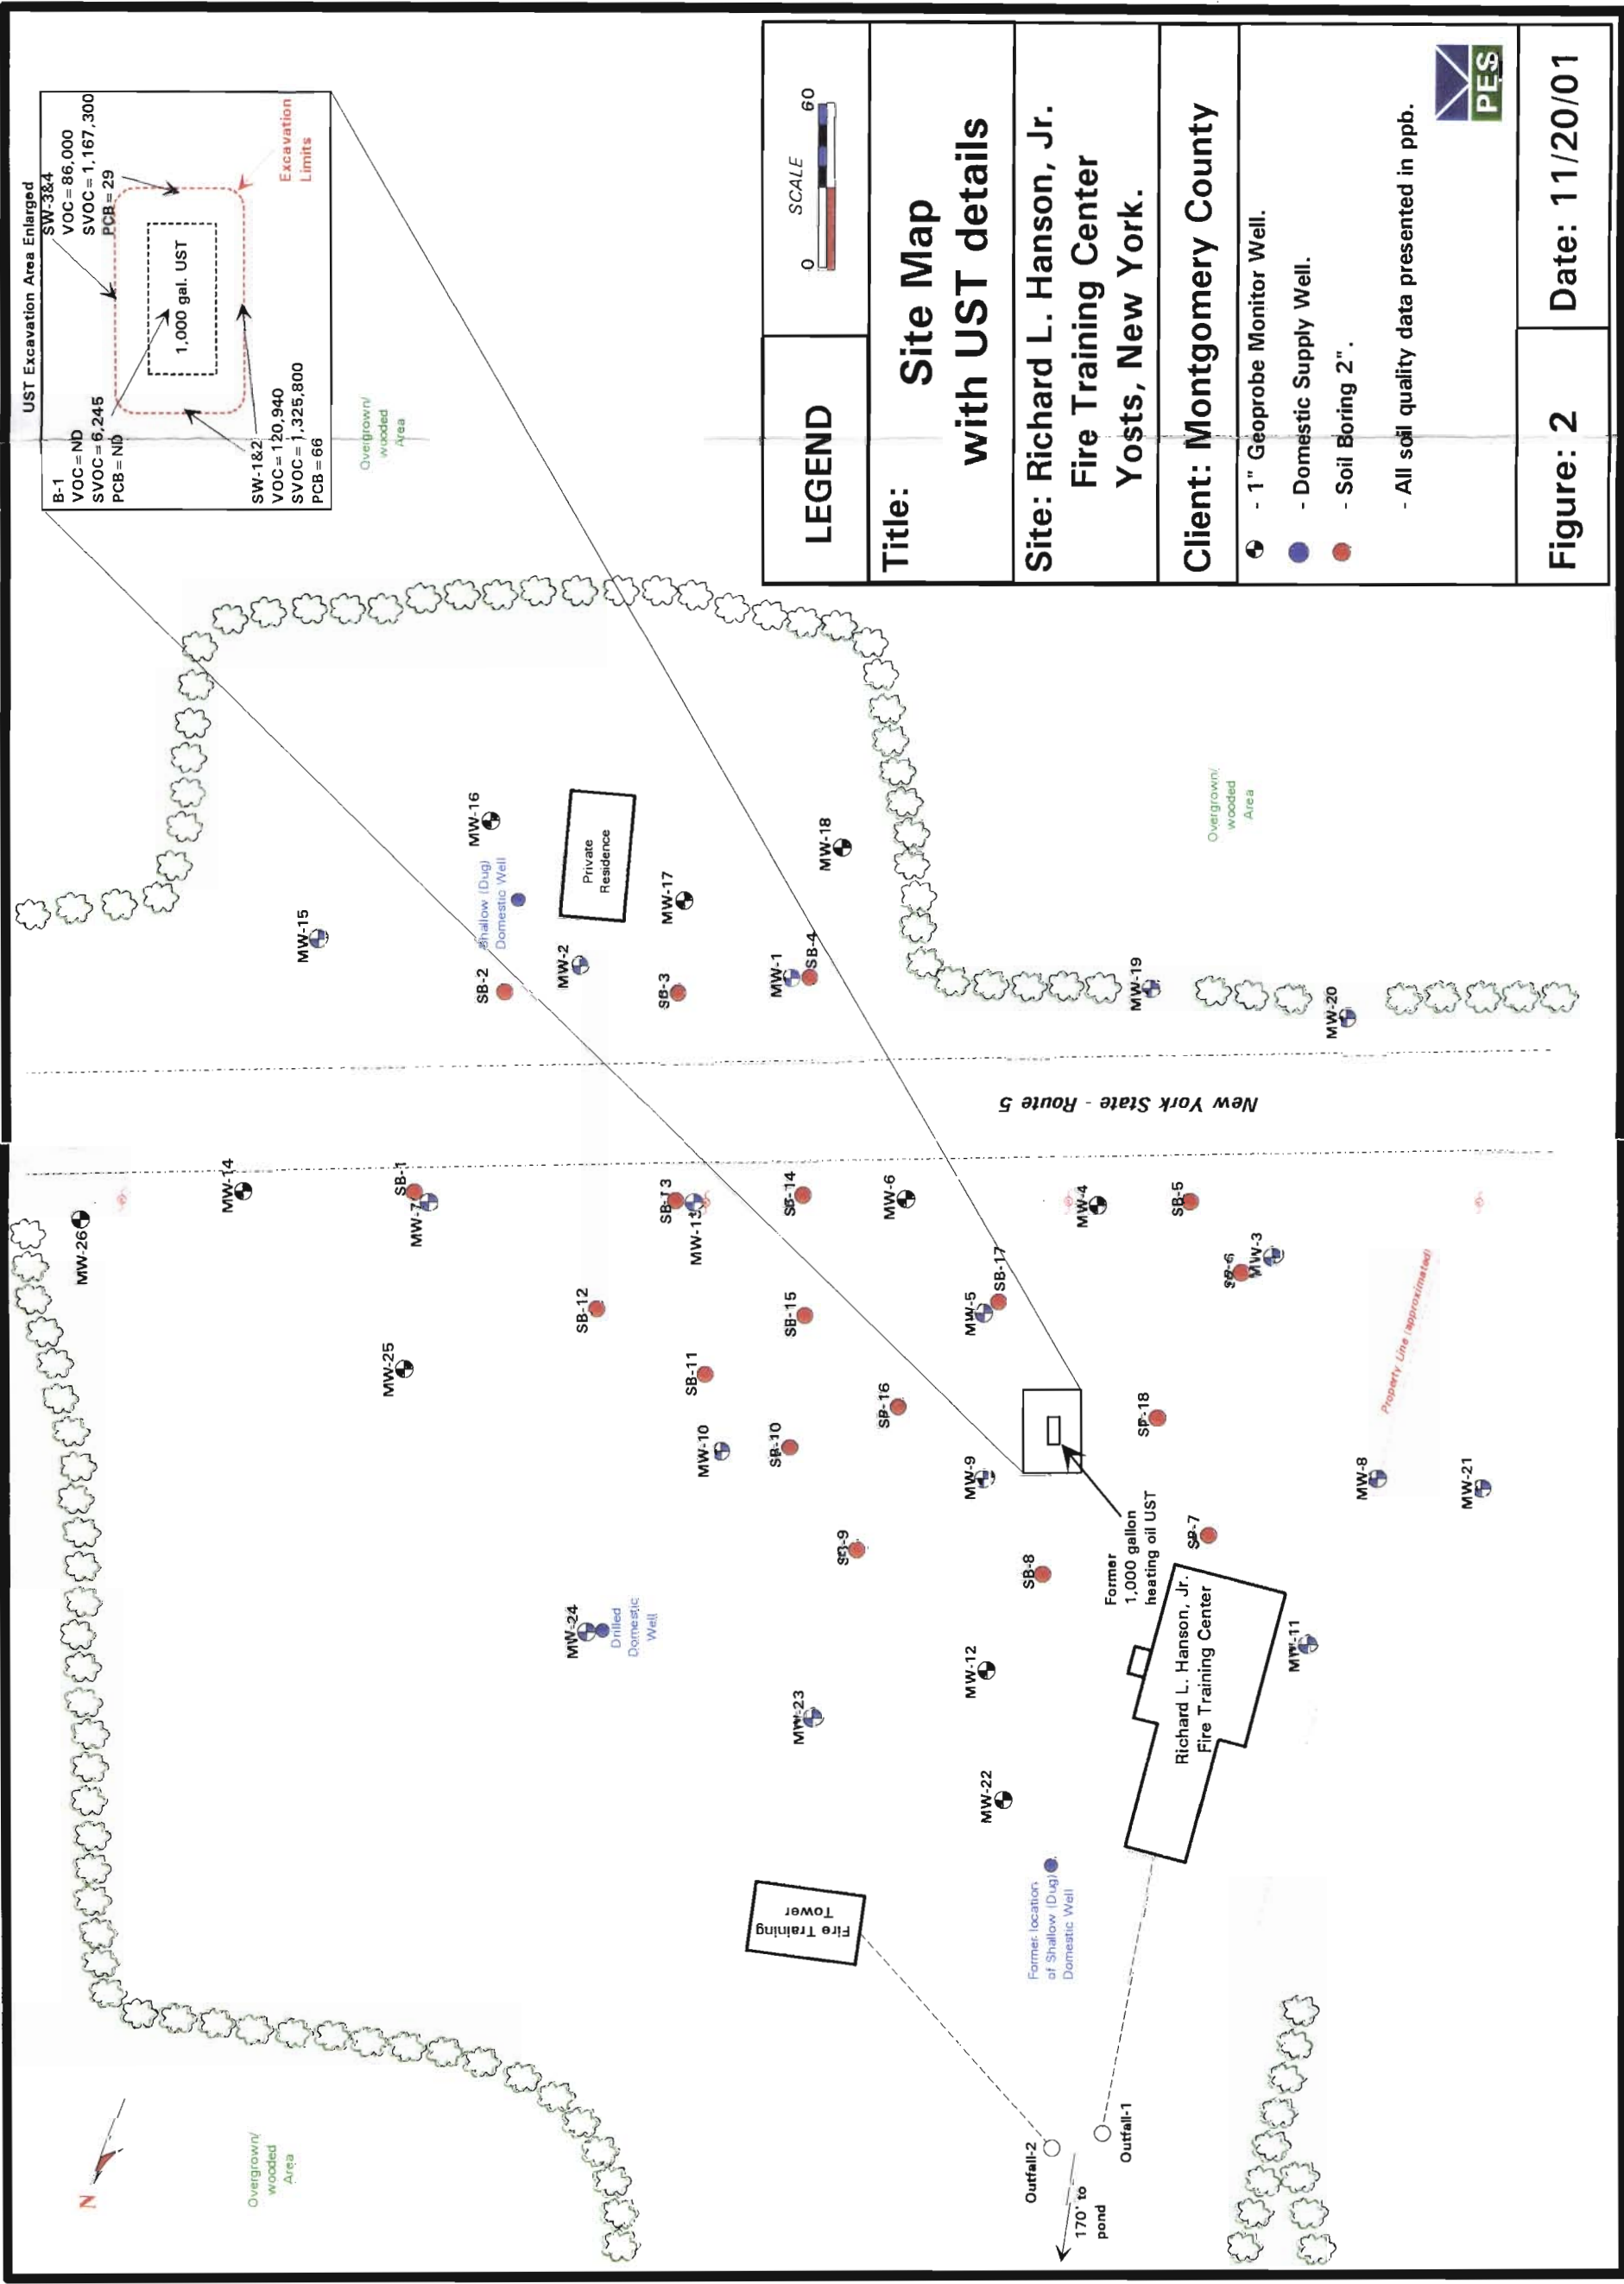 UST Excavation Area Enlarged
B-1
VOC = ND
SVOC = 6,245
PCB = ND
SW-3&4
VOC = 86,000
SVOC = 1,167,300
PCB = 29
1,000 gal. UST
Excavation
Limits
SW-1&2
VOC = 120,940
SVOC = 1,325,800
PCB = 66
Overgrown/
wooded
Area
N
Overgrown/
wooded
Area
MW-26
MW-14
MW-15
MW-25
MW-7
SB-1
SB-2
Shallow (Dug)
Domestic Well
MW-16
MW-24
Drilled
Domestic
Well
SB-12
MW-2
Private
Residence
MW-10
SB-11
MW-13
SB-13
SB-3
MW-17
SB-10
SB-15
SB-14
MW-1
SB-4
MW-18
MW-23
SB-9
SB-16
MW-6
Fire Training
Tower
MW-22
MW-12
MW-9
MW-5
SB-17
SB-8
Former location
of Shallow (Dug)
Domestic Well
Former
1,000 gallon
heating oil UST
MW-4
SB-18
SB-5
SB-7
SB-6
MW-3
New York State - Route 5
MW-19
MW-20
Overgrown/
wooded
Area
Richard L. Hanson, Jr.
Fire Training Center
MW-11
MW-8
MW-21
Property Line (approximated)
Outfall-2
Outfall-1
170' to
pond
LEGEND
SCALE
0 60
Title:
Site Map
with UST details
Site: Richard L. Hanson, Jr.
Fire Training Center
Yosts, New York.
Client: Montgomery County
- 1" Geoprobe Monitor Well.
- Domestic Supply Well.
- Soil Boring 2".
- All soil quality data presented in ppb.
PES
Figure: 2
Date: 11/20/01